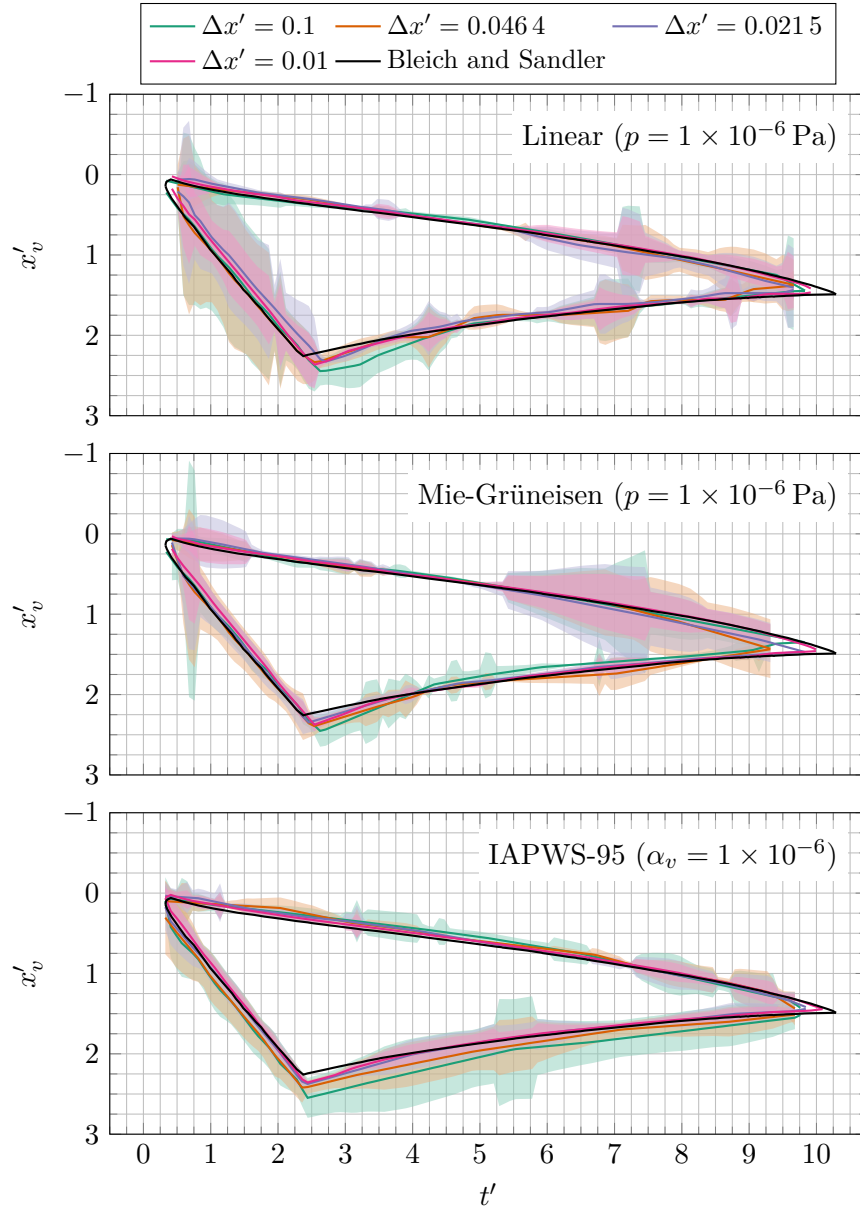 Δx′ = 0.1 Δx′ = 0.046 4 Δx′ = 0.021 5
Δx′ = 0.01 Bleich and Sandler
−1
0
1
2
3
x′ᵥ
Linear (p = 1 × 10⁻⁶ Pa)
−1
0
1
2
3
x′ᵥ
Mie-Grüneisen (p = 1 × 10⁻⁶ Pa)
−1
0
1
2
3
x′ᵥ
IAPWS-95 (αᵥ = 1 × 10⁻⁶)
0 1 2 3 4 5 6 7 8 9 10
t′